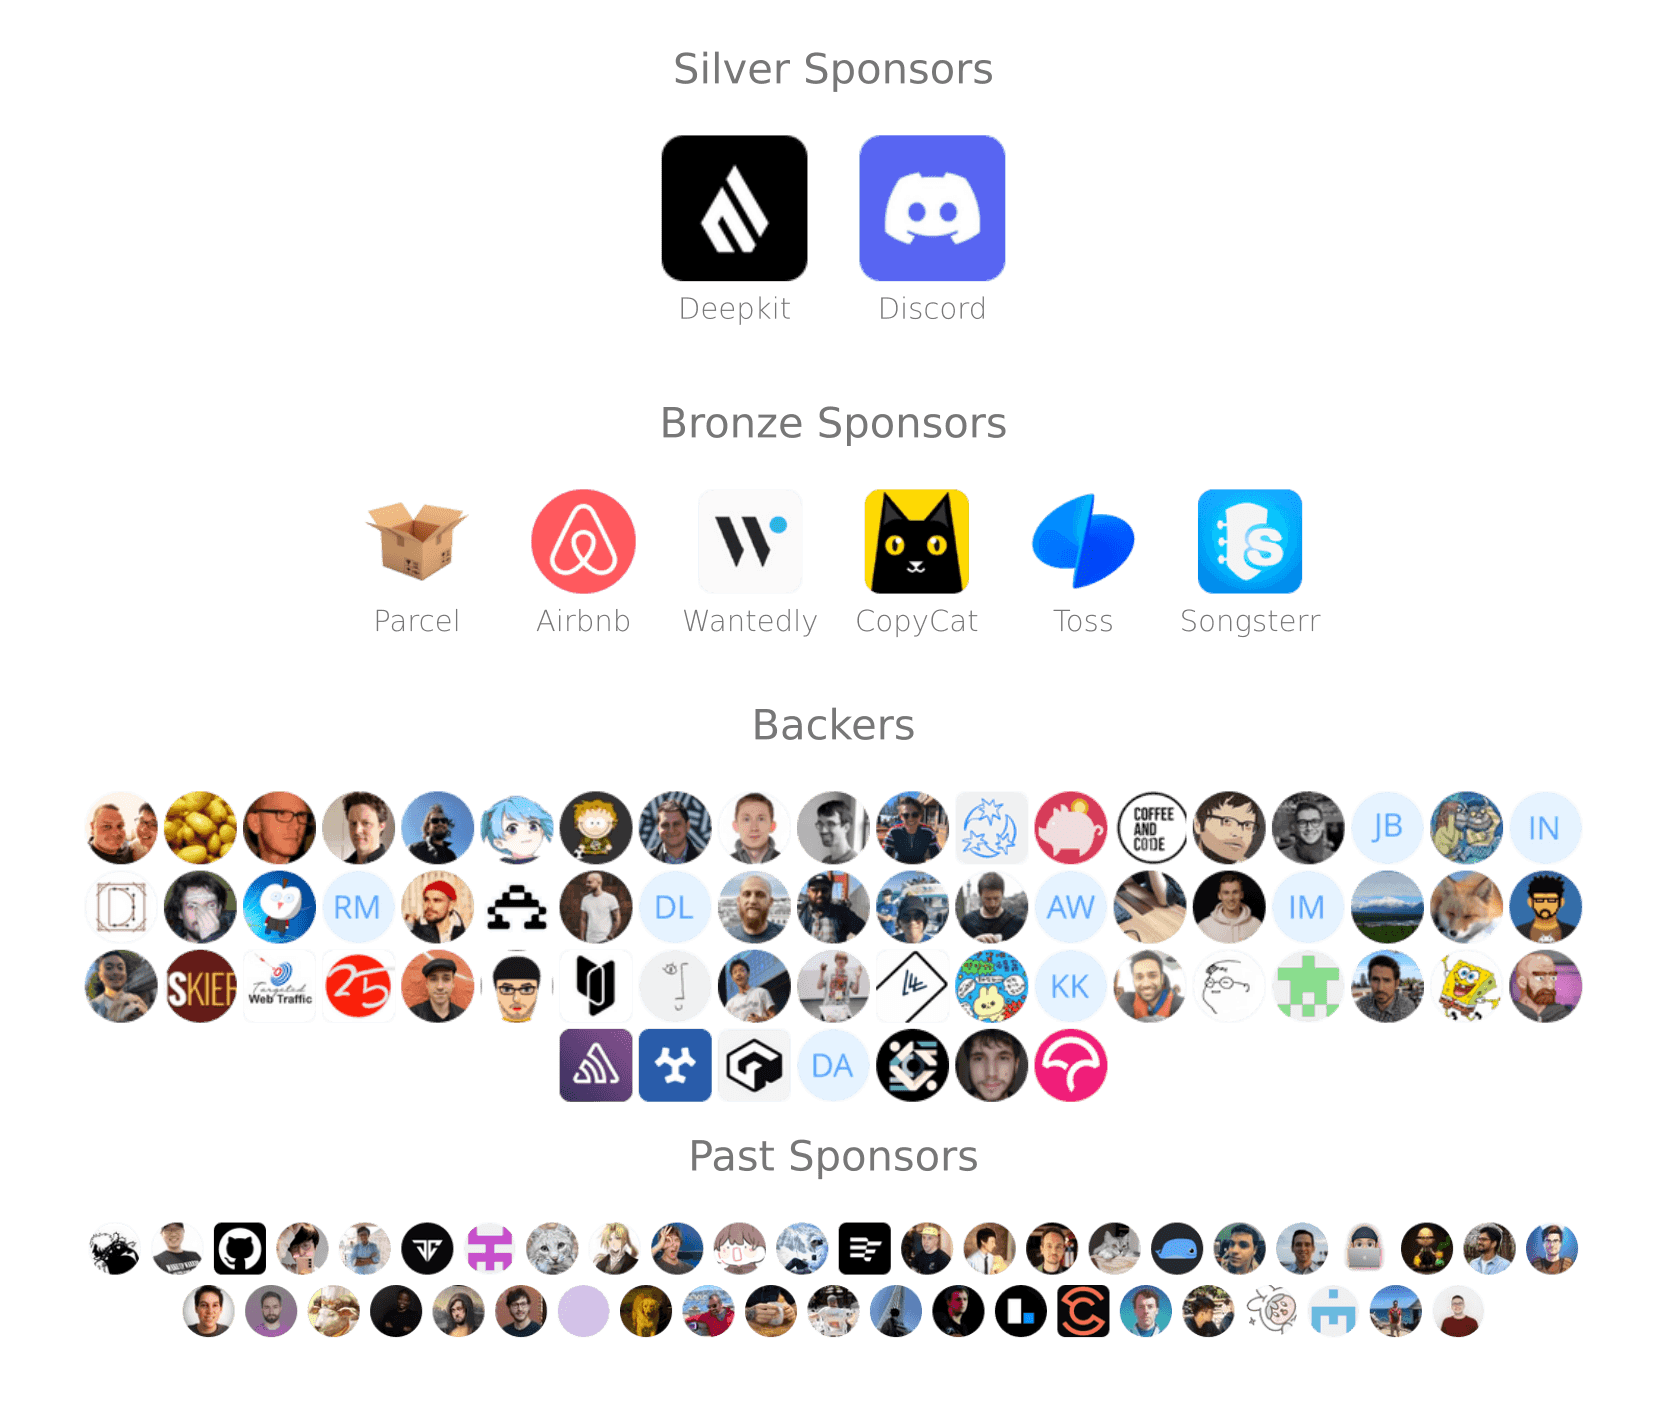 Silver Sponsors
Deepkit Discord
Bronze Sponsors
Parcel Airbnb Wantedly CopyCat Toss Songsterr
Backers
COFFEE
AND
CODE
JB
IN
RM
DL
AW
IM
SKIEF
Targeted
Web Traffic
25
KK
DA
Past Sponsors